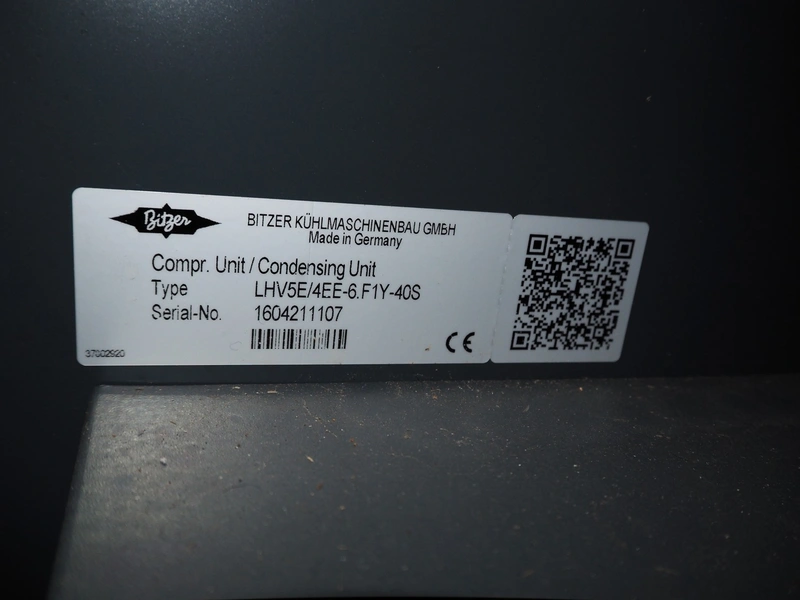 Bitzer
BITZER KÜHLMASCHINENBAU GMBH
Made in Germany
Compr. Unit / Condensing Unit
Type LHV5E/4EE-6.F1Y-40S
Serial-No. 1604211107
CE
37002920